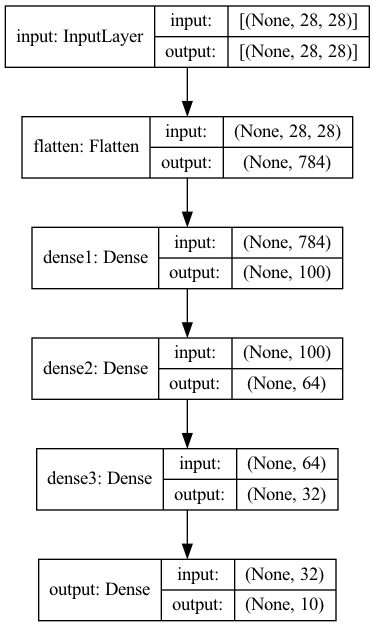 input: InputLayer
input: [(None, 28, 28)]
output: [(None, 28, 28)]
flatten: Flatten
input: (None, 28, 28)
output: (None, 784)
dense1: Dense
input: (None, 784)
output: (None, 100)
dense2: Dense
input: (None, 100)
output: (None, 64)
dense3: Dense
input: (None, 64)
output: (None, 32)
output: Dense
input: (None, 32)
output: (None, 10)